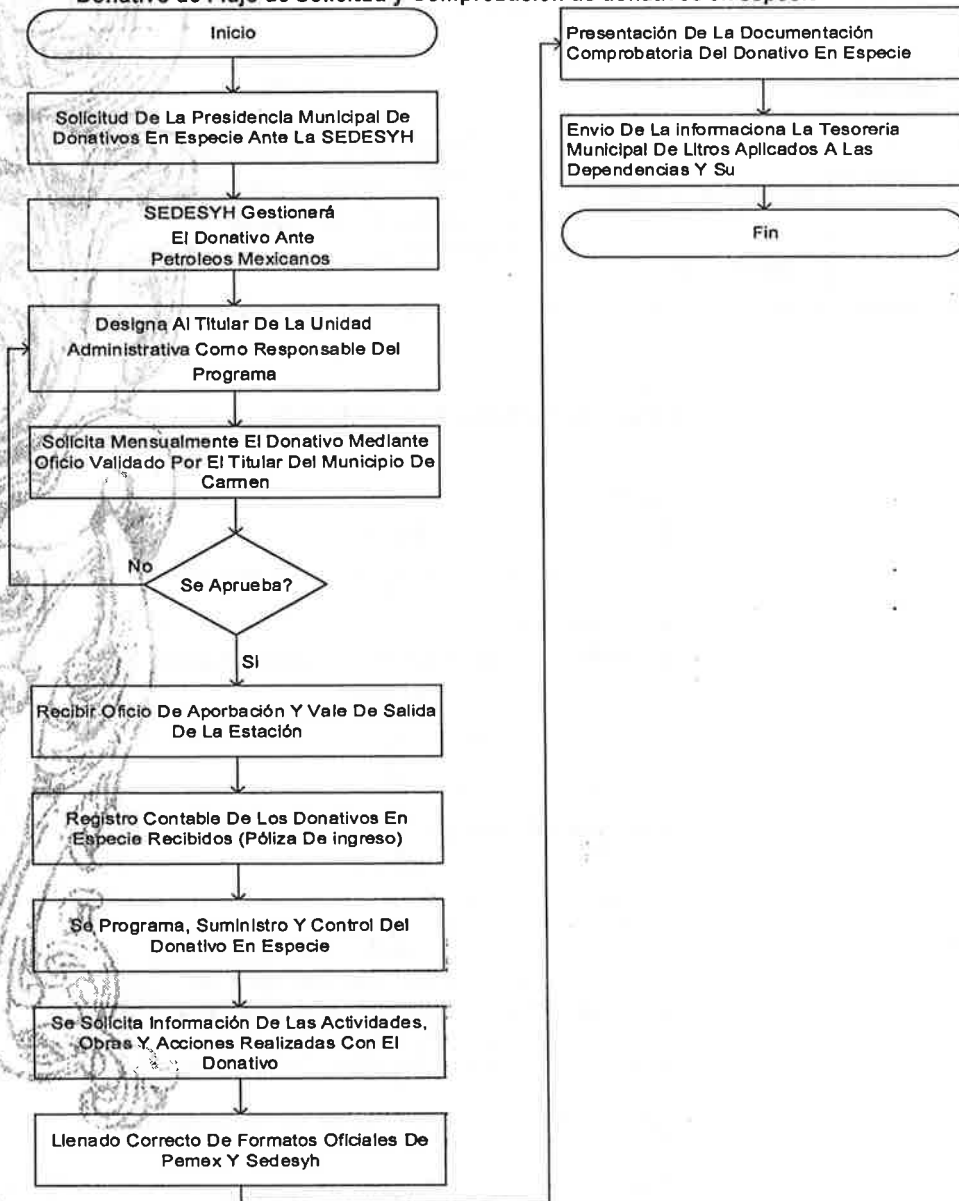 Inicio
Solicitud De La Presidencia Municipal De
Donativos En Especie Ante La SEDESYH
SEDESYH Gestionará
El Donativo Ante
Petroleos Mexicanos
Designa Al Titular De La Unidad
Administrativa Como Responsable Del
Programa
Solicita Mensualmente El Donativo Mediante
Oficio Validado Por El Titular Del Municipio De
Carmen
No
Se Aprueba?
SI
Recibir Oficio De Aporbación Y Vale De Salida
De La Estación
Registro Contable De Los Donativos En
Especie Recibidos (Póliza De ingreso)
Se Programa, Suministro Y Control Del
Donativo En Especie
Se Solicita Información De Las Actividades,
Obras Y Acciones Realizadas Con El
Donativo
Llenado Correcto De Formatos Oficiales De
Pemex Y Sedesyh
Presentación De La Documentación
Comprobatoria Del Donativo En Especie
Envio De La informaciona La Tesoreria
Municipal De Litros Aplicados A Las
Dependencias Y Su
Fin